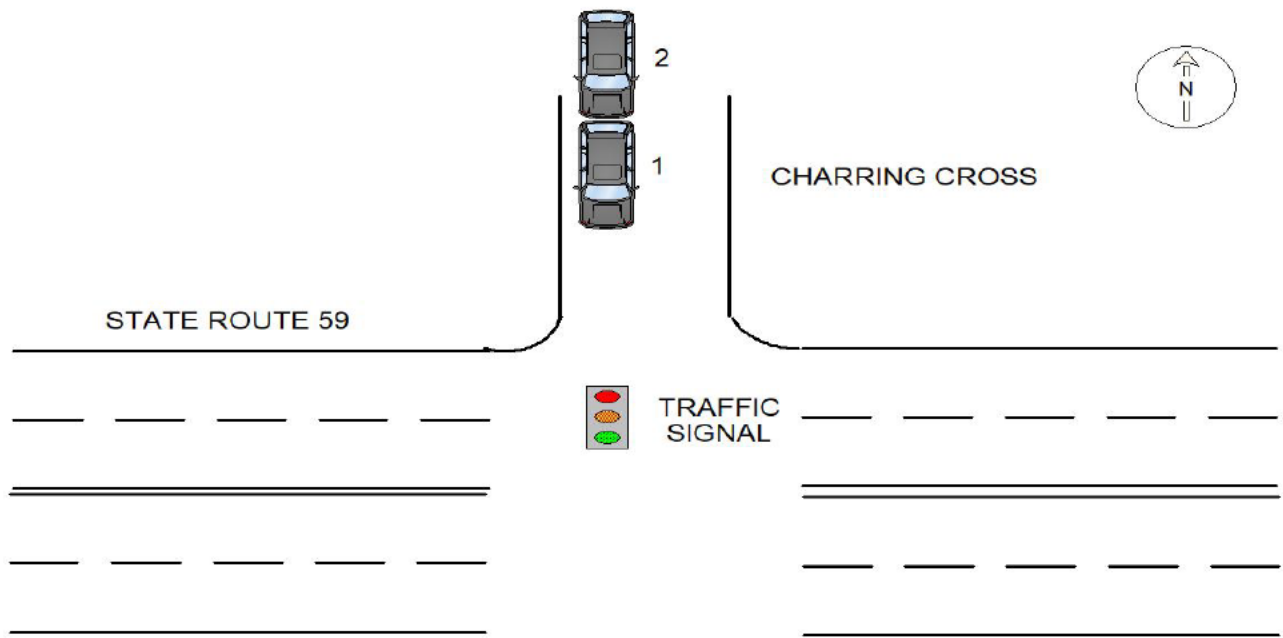 2
N
1
CHARRING CROSS
STATE ROUTE 59
TRAFFIC
SIGNAL